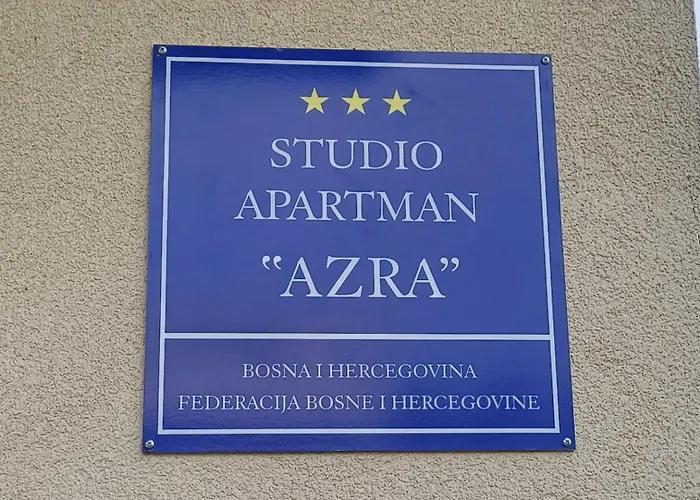 STUDIO
APARTMAN
“AZRA”
BOSNA I HERCEGOVINA
FEDERACIJA BOSNE I HERCEGOVINE